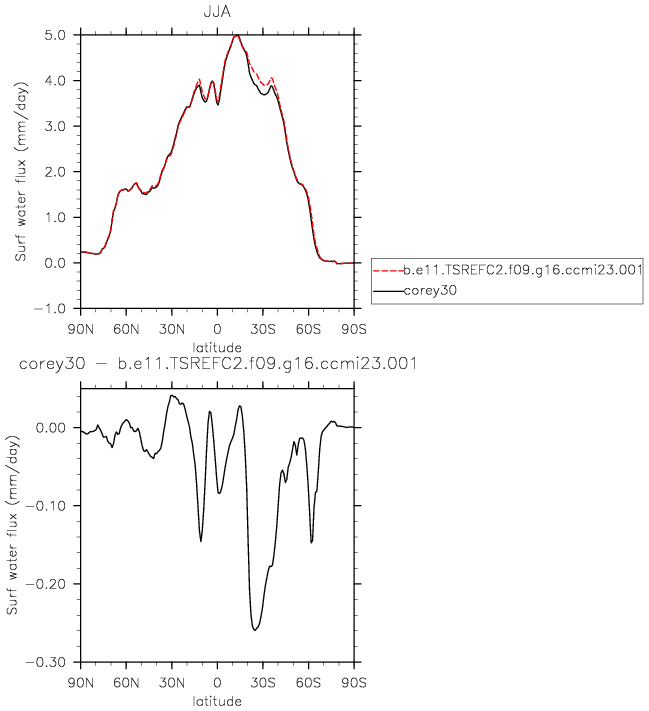 JJA
Surf water flux (mm/day)
5.0
4.0
3.0
2.0
1.0
0.0
−1.0
90N 60N 30N 0 30S 60S 90S
latitude
b.e11.TSREFC2.f09.g16.ccmi23.001
corey30
corey30 − b.e11.TSREFC2.f09.g16.ccmi23.001
Surf water flux (mm/day)
0.00
−0.10
−0.20
−0.30
90N 60N 30N 0 30S 60S 90S
latitude